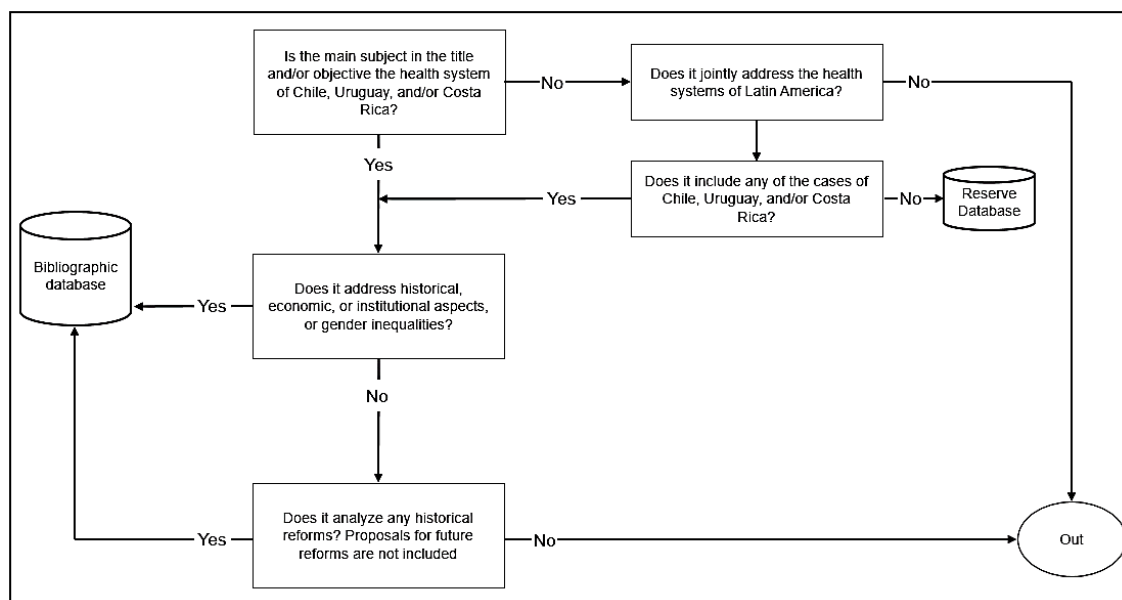 Is the main subject in the title
and/or objective the health system
of Chile, Uruguay, and/or Costa
Rica?
No
Does it jointly address the health
systems of Latin America?
No
Yes
Does it include any of the cases of
Chile, Uruguay, and/or Costa
Rica?
Yes
No
Reserve
Database
Bibliographic
database
Yes
Does it address historical,
economic, or institutional aspects,
or gender inequalities?
No
Yes
Does it analyze any historical
reforms? Proposals for future
reforms are not included
No
Out